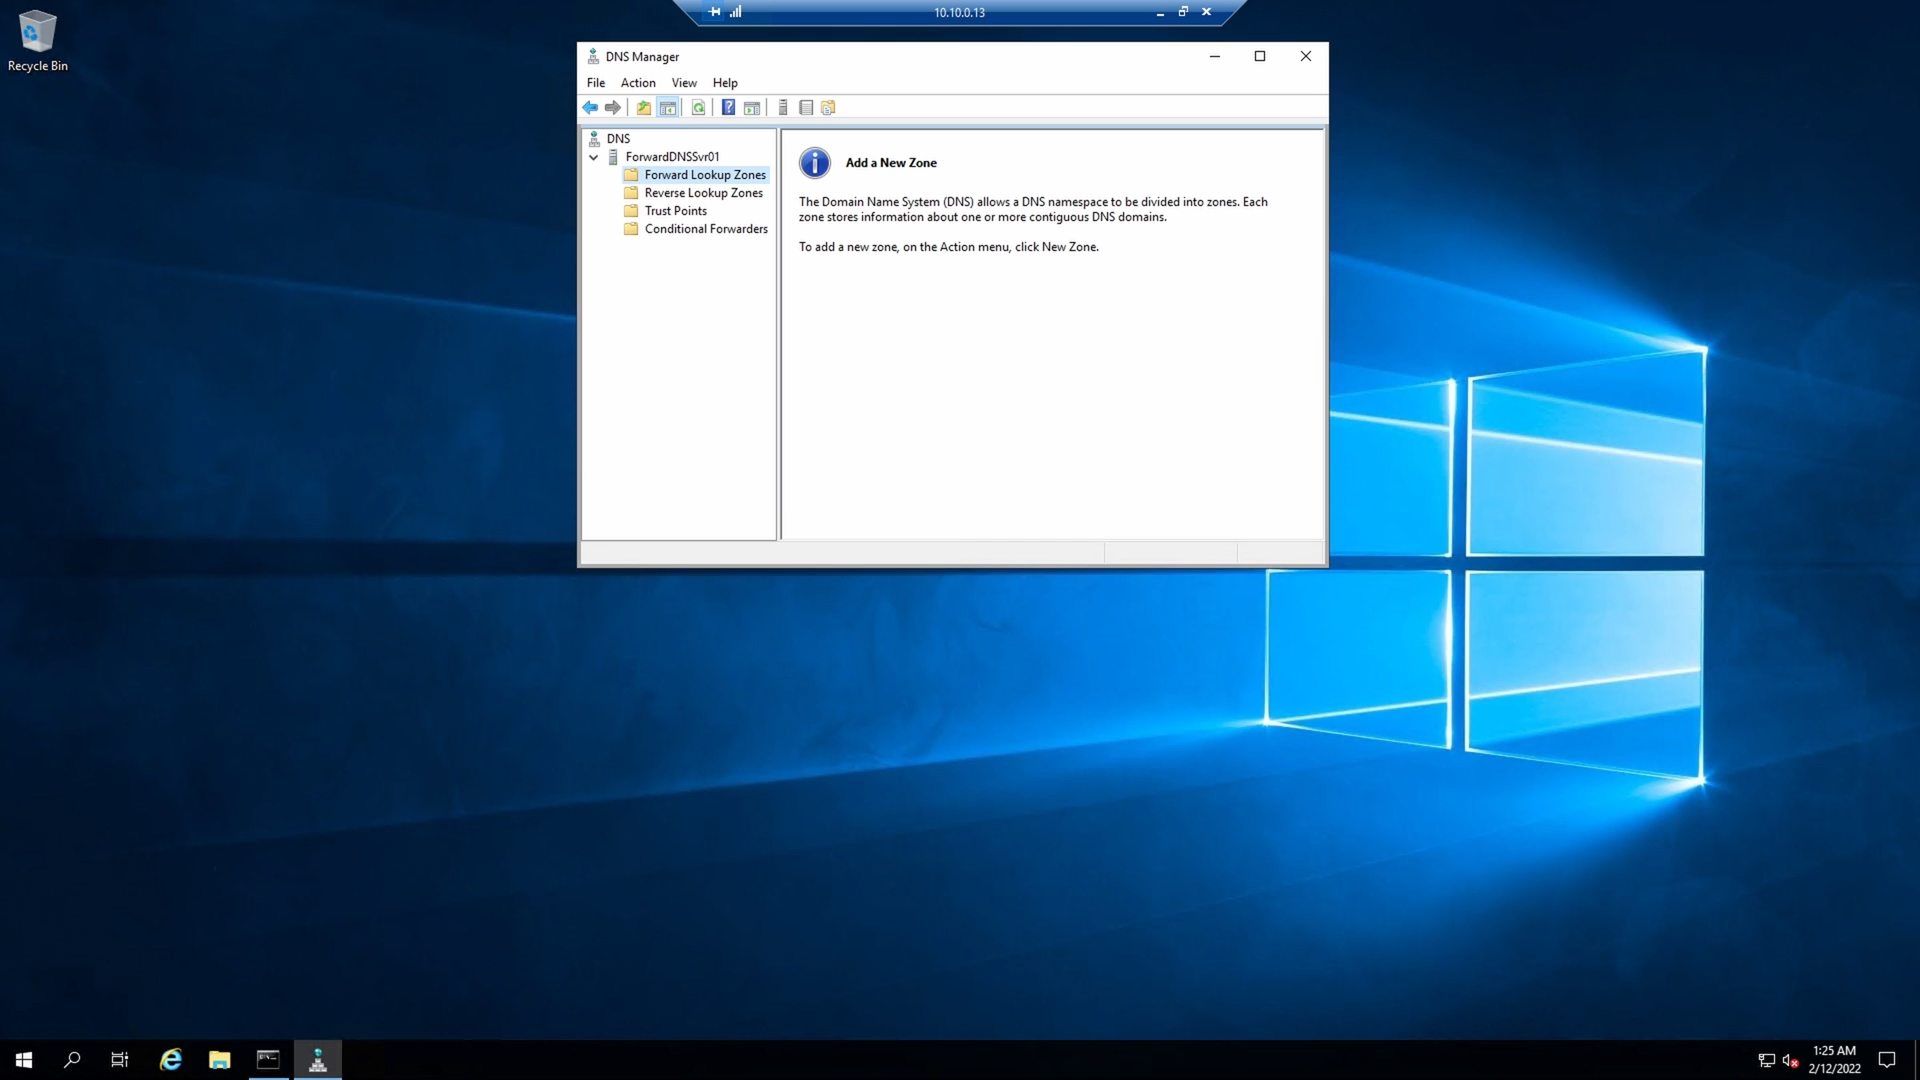 10.10.0.13
Recycle Bin
DNS Manager
File Action View Help
DNS
ForwardDNSSvr01
Forward Lookup Zones
Reverse Lookup Zones
Trust Points
Conditional Forwarders
Add a New Zone
The Domain Name System (DNS) allows a DNS namespace to be divided into zones. Each
zone stores information about one or more contiguous DNS domains.
To add a new zone, on the Action menu, click New Zone.
1:25 AM
2/12/2022